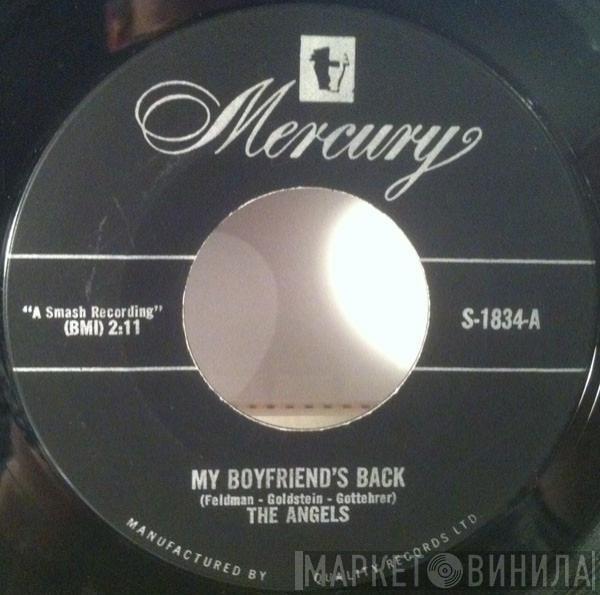 Mercury
"A Smash Recording"
(BMI) 2:11
S-1834-A
MY BOYFRIEND'S BACK
(Feldman - Goldstein - Gottehrer)
THE ANGELS
MANUFACTURED BY QUALITY RECORDS LTD
МАРКЕТ ВИНИЛА